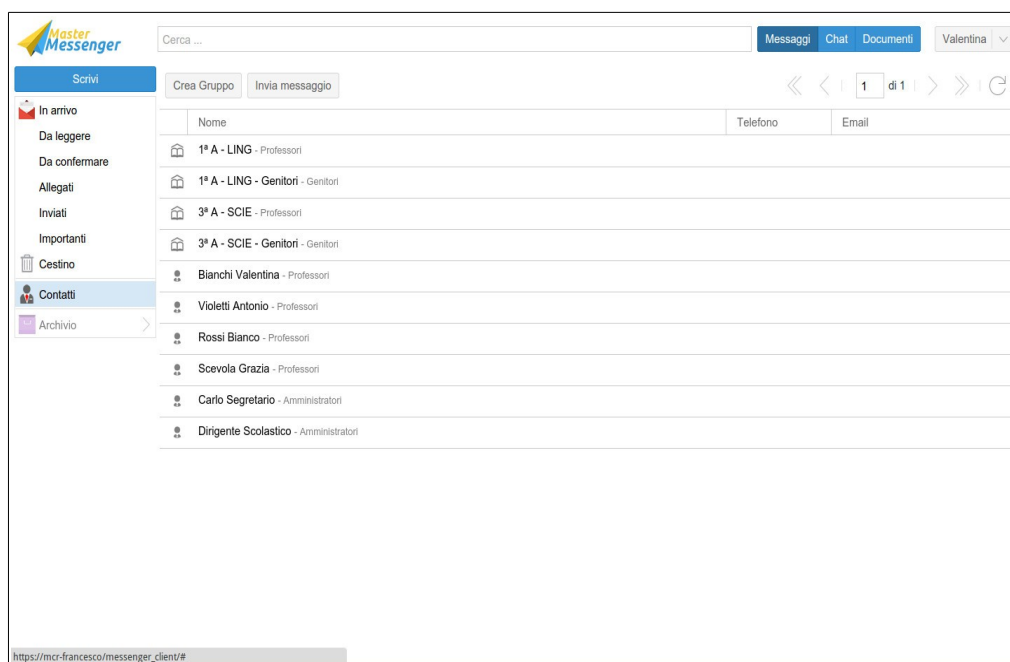 Master
Messenger
Cerca ...
Messaggi Chat Documenti Valentina
Scrivi
Crea Gruppo Invia messaggio
1 di 1
In arrivo
Da leggere
Da confermare
Allegati
Inviati
Importanti
Cestino
Contatti
Archivio
Nome Telefono Email
1ª A - LING - Professori
1ª A - LING - Genitori - Genitori
3ª A - SCIE - Professori
3ª A - SCIE - Genitori - Genitori
Bianchi Valentina - Professori
Violetti Antonio - Professori
Rossi Bianco - Professori
Scevola Grazia - Professori
Carlo Segretario - Amministratori
Dirigente Scolastico - Amministratori
https://mcr-francesco/messenger_client/#